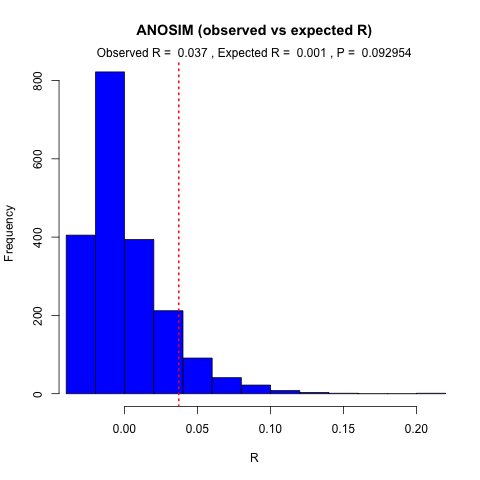 ANOSIM (observed vs expected R)
Observed R =  0.037 , Expected R =  0.001 , P =  0.092954
Frequency
800
600
400
200
0
0.00 0.05 0.10 0.15 0.20
R